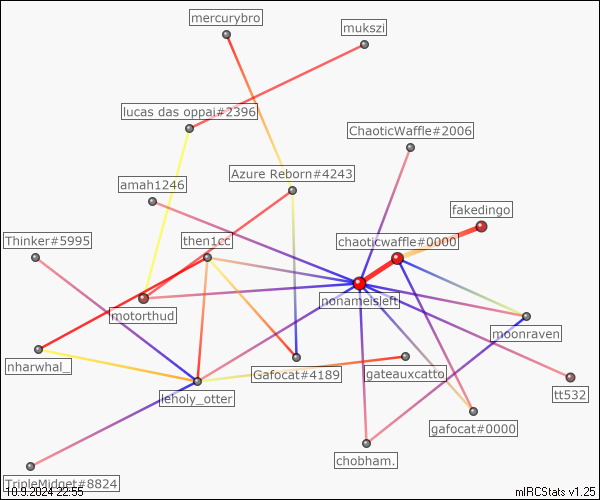 mercurybro
mukszi
lucas das oppai#2396
ChaoticWaffle#2006
Azure Reborn#4243
amah1246
fakedingo
Thinker#5995
then1cc
chaoticwaffle#0000
nonameisleft
motorthud
moonraven
nharwhal_
Gafocat#4189
gateauxcatto
leholy_otter
tt532
gafocat#0000
chobham.
TripleMidget#8824
10.9.2024 22:55
mIRCStats v1.25